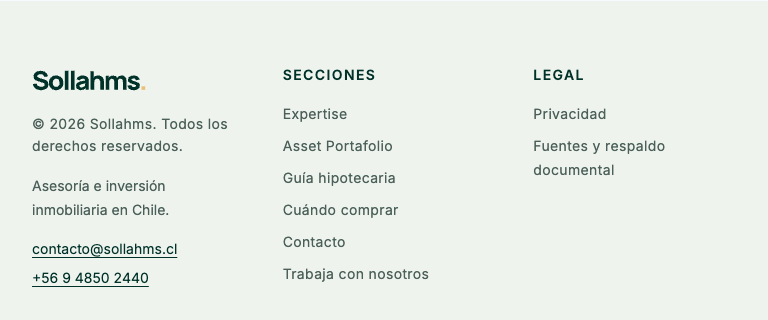 Sollahms.
© 2026 Sollahms. Todos los
derechos reservados.
Asesoría e inversión
inmobiliaria en Chile.
contacto@sollahms.cl
+56 9 4850 2440
SECCIONES
Expertise
Asset Portafolio
Guía hipotecaria
Cuándo comprar
Contacto
Trabaja con nosotros
LEGAL
Privacidad
Fuentes y respaldo
documental